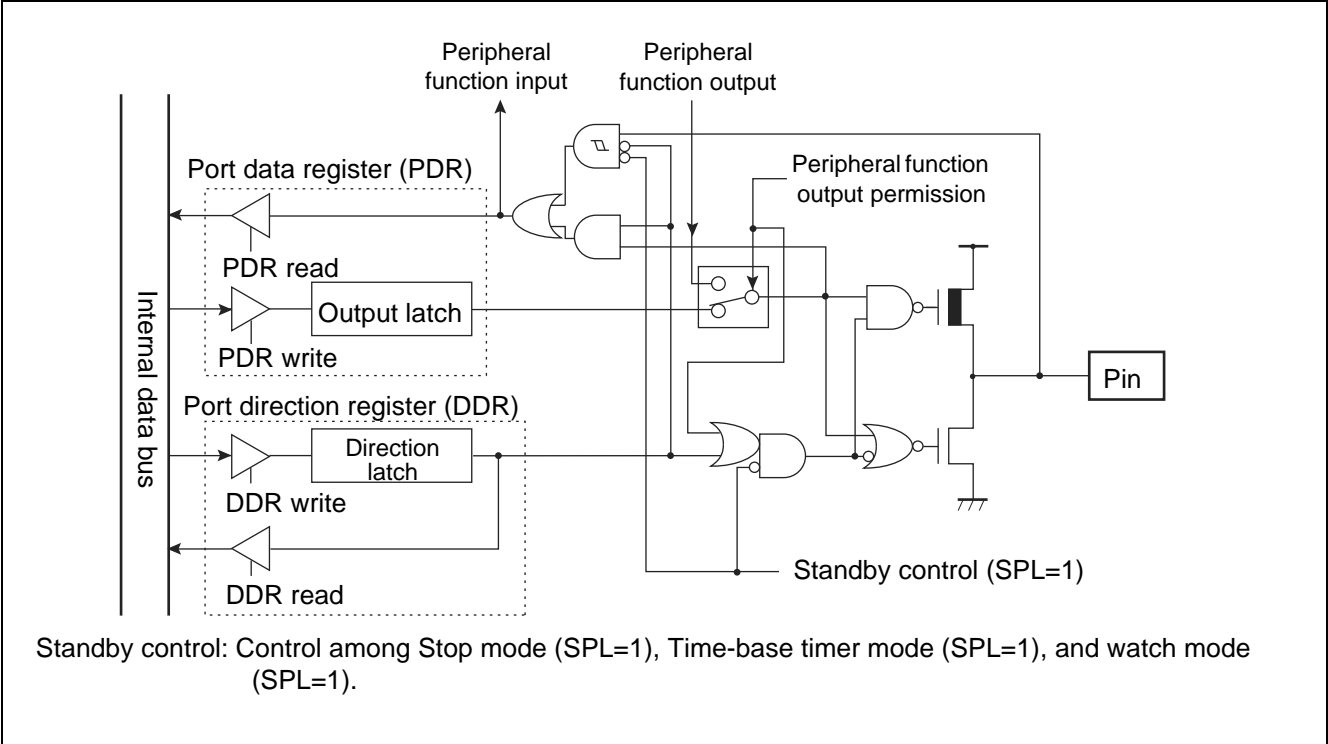 Peripheral
function input
Peripheral
function output
Port data register (PDR)
Peripheral function
output permission
PDR read
Output latch
PDR write
Internal data bus
Pin
Port direction register (DDR)
Direction
latch
DDR write
DDR read
Standby control (SPL=1)
Standby control: Control among Stop mode (SPL=1), Time-base timer mode (SPL=1), and watch mode
(SPL=1).